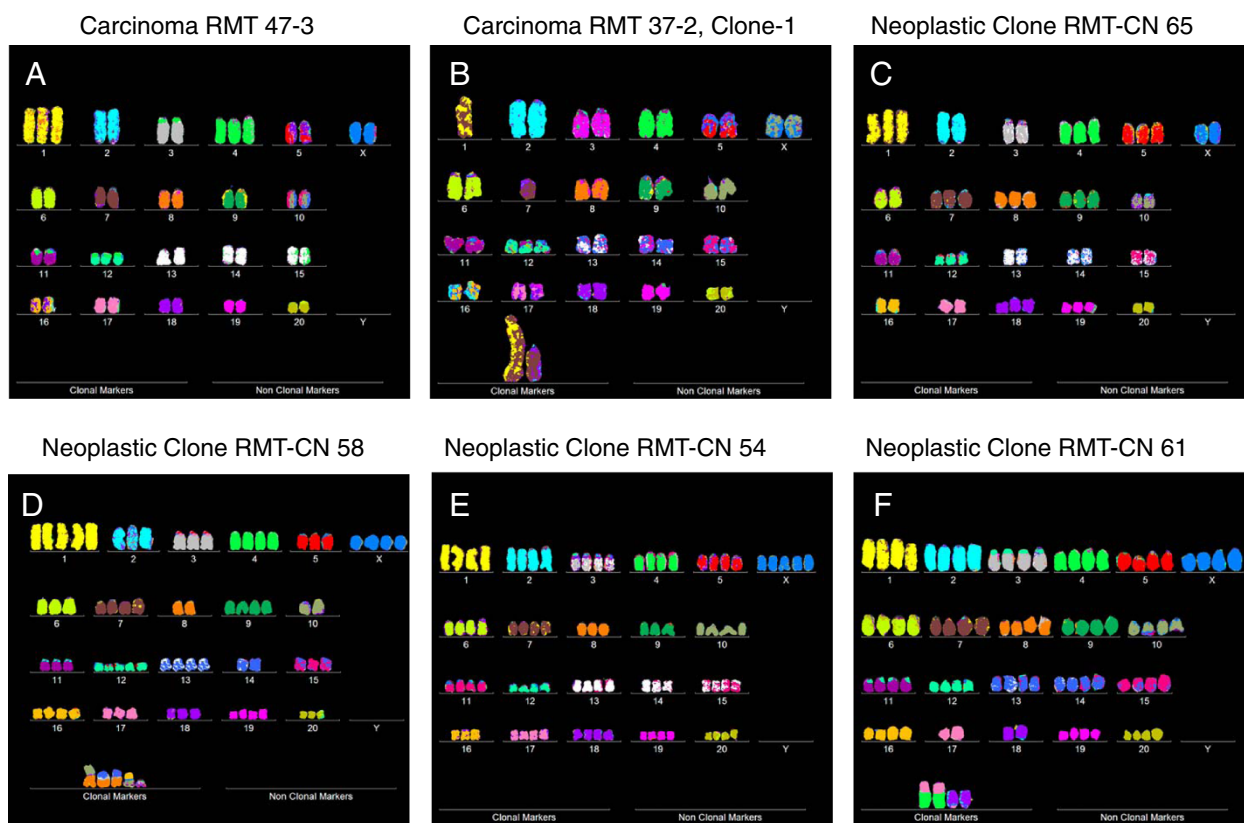 Carcinoma RMT 47-3
Carcinoma RMT 37-2, Clone-1
Neoplastic Clone RMT-CN 65
A
1 2 3 4 5 X
6 7 8 9 10
11 12 13 14 15
16 17 18 19 20 Y
Clonal Markers Non Clonal Markers
B
1 2 3 4 5 X
6 7 8 9 10
11 12 13 14 15
16 17 18 19 20 Y
Clonal Markers Non Clonal Markers
C
1 2 3 4 5 X
6 7 8 9 10
11 12 13 14 15
16 17 18 19 20 Y
Clonal Markers Non Clonal Markers
Neoplastic Clone RMT-CN 58
Neoplastic Clone RMT-CN 54
Neoplastic Clone RMT-CN 61
D
1 2 3 4 5 X
6 7 8 9 10
11 12 13 14 15
16 17 18 19 20 Y
Clonal Markers Non Clonal Markers
E
1 2 3 4 5 X
6 7 8 9 10
11 12 13 14 15
16 17 18 19 20 Y
Clonal Markers Non Clonal Markers
F
1 2 3 4 5 X
6 7 8 9 10
11 12 13 14 15
16 17 18 19 20 Y
Clonal Markers Non Clonal Markers